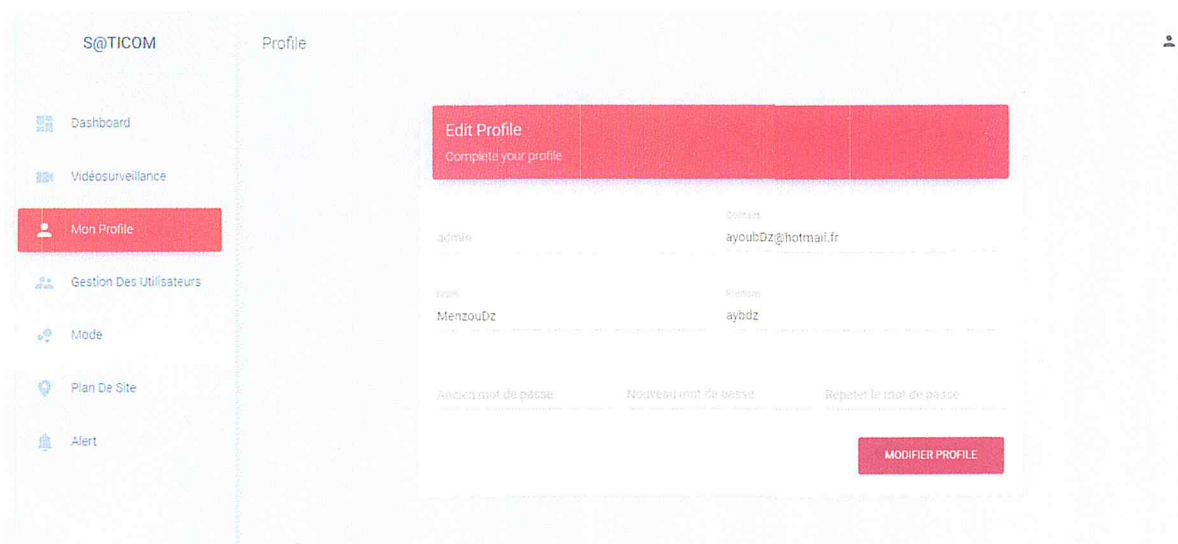 S@TICOM
Profile
Dashboard
Vidéosurveillance
Mon Profile
Gestion Des Utilisateurs
Mode
Plan De Site
Alert
Edit Profile
Complete your profile
admin
Contact
ayoubDz@hotmail.fr
Nom
MenzouDz
Prénom
aybdz
Ancien mot de passe
Nouveau mot de passe
Répeter le mot de passe
MODIFIER PROFILE